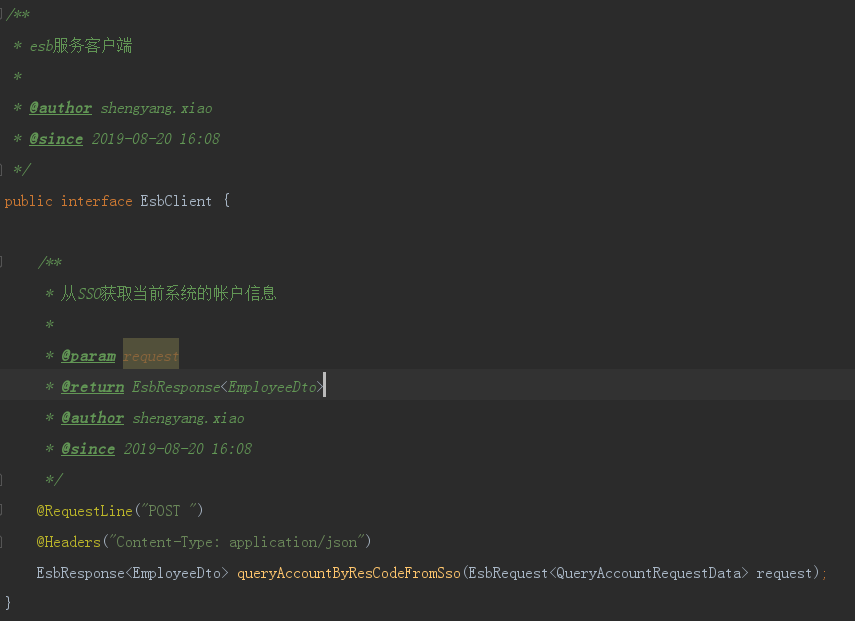 /**
 * esb服务客户端
 *
 * @author shengyang.xiao
 * @since 2019-08-20 16:08
 */
public interface EsbClient {
    /**
     * 从SSO获取当前系统的帐户信息
     *
     * @param request
     * @return EsbResponse<EmployeeDto>
     * @author shengyang.xiao
     * @since 2019-08-20 16:08
     */
    @RequestLine("POST ")
    @Headers("Content-Type: application/json")
    EsbResponse<EmployeeDto> queryAccountByResCodeFromSso(EsbRequest<QueryAccountRequestData> request);
}